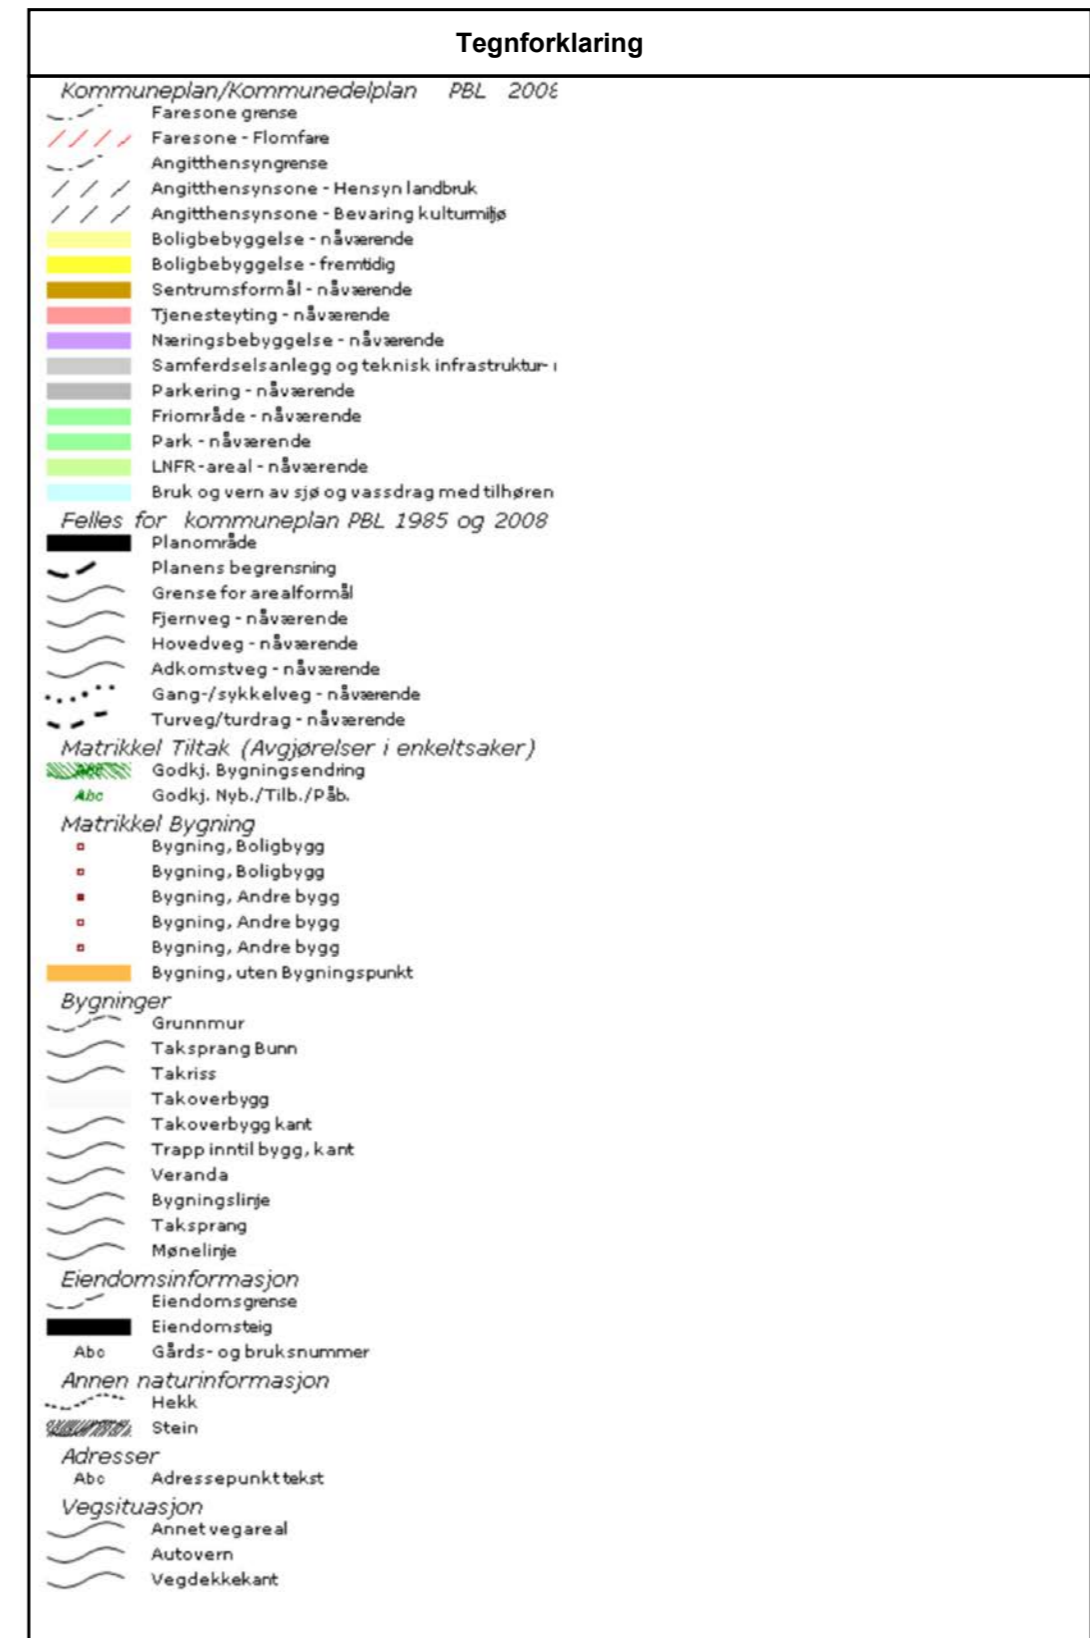 Tegnforklaring
Kommuneplan/Kommunedelplan PBL 2008
Faresone grense
Faresone - Flomfare
Angitthensyngrense
Angitthensynsone - Hensyn landbruk
Angitthensynsone - Bevaring kulturmiljø
Boligbebyggelse - nåværende
Boligbebyggelse - fremtidig
Sentrumsformål - nåværende
Tjenesteyting - nåværende
Næringsbebyggelse - nåværende
Samferdselsanlegg og teknisk infrastruktur-
Parkering - nåværende
Friområde - nåværende
Park - nåværende
LNFR-areal - nåværende
Bruk og vern av sjø og vassdrag med tilhøren
Felles for kommuneplan PBL 1985 og 2008
Planområde
Planens begrensning
Grense for arealformål
Fjernveg - nåværende
Hovedveg - nåværende
Adkomstveg - nåværende
Gang-/sykkelveg - nåværende
Turveg/turdrag - nåværende
Matrikkel Tiltak (Avgjørelser i enkeltsaker)
Abc Godkj. Bygningsendring
Abc Godkj. Nyb./Tilb./Påb.
Matrikkel Bygning
Bygning, Boligbygg
Bygning, Boligbygg
Bygning, Andre bygg
Bygning, Andre bygg
Bygning, Andre bygg
Bygning, uten Bygningspunkt
Bygninger
Grunnmur
Taksprang Bunn
Takriss
Takoverbygg
Takoverbygg kant
Trapp inntil bygg, kant
Veranda
Bygningslinje
Taksprang
Mønelinje
Eiendomsinformasjon
Eiendomsgrense
Eiendomsteig
Abc Gårds- og bruksnummer
Annen naturinformasjon
Hekk
Stein
Adresser
Abc Adressepunkt tekst
Vegsituasjon
Annet vegareal
Autovern
Vegdekkekant